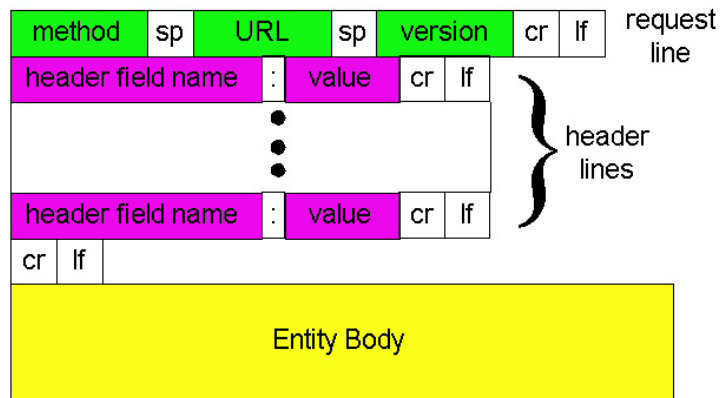 method sp URL sp version cr lf request line
header field name : value cr lf
header lines
header field name : value cr lf
cr lf
Entity Body